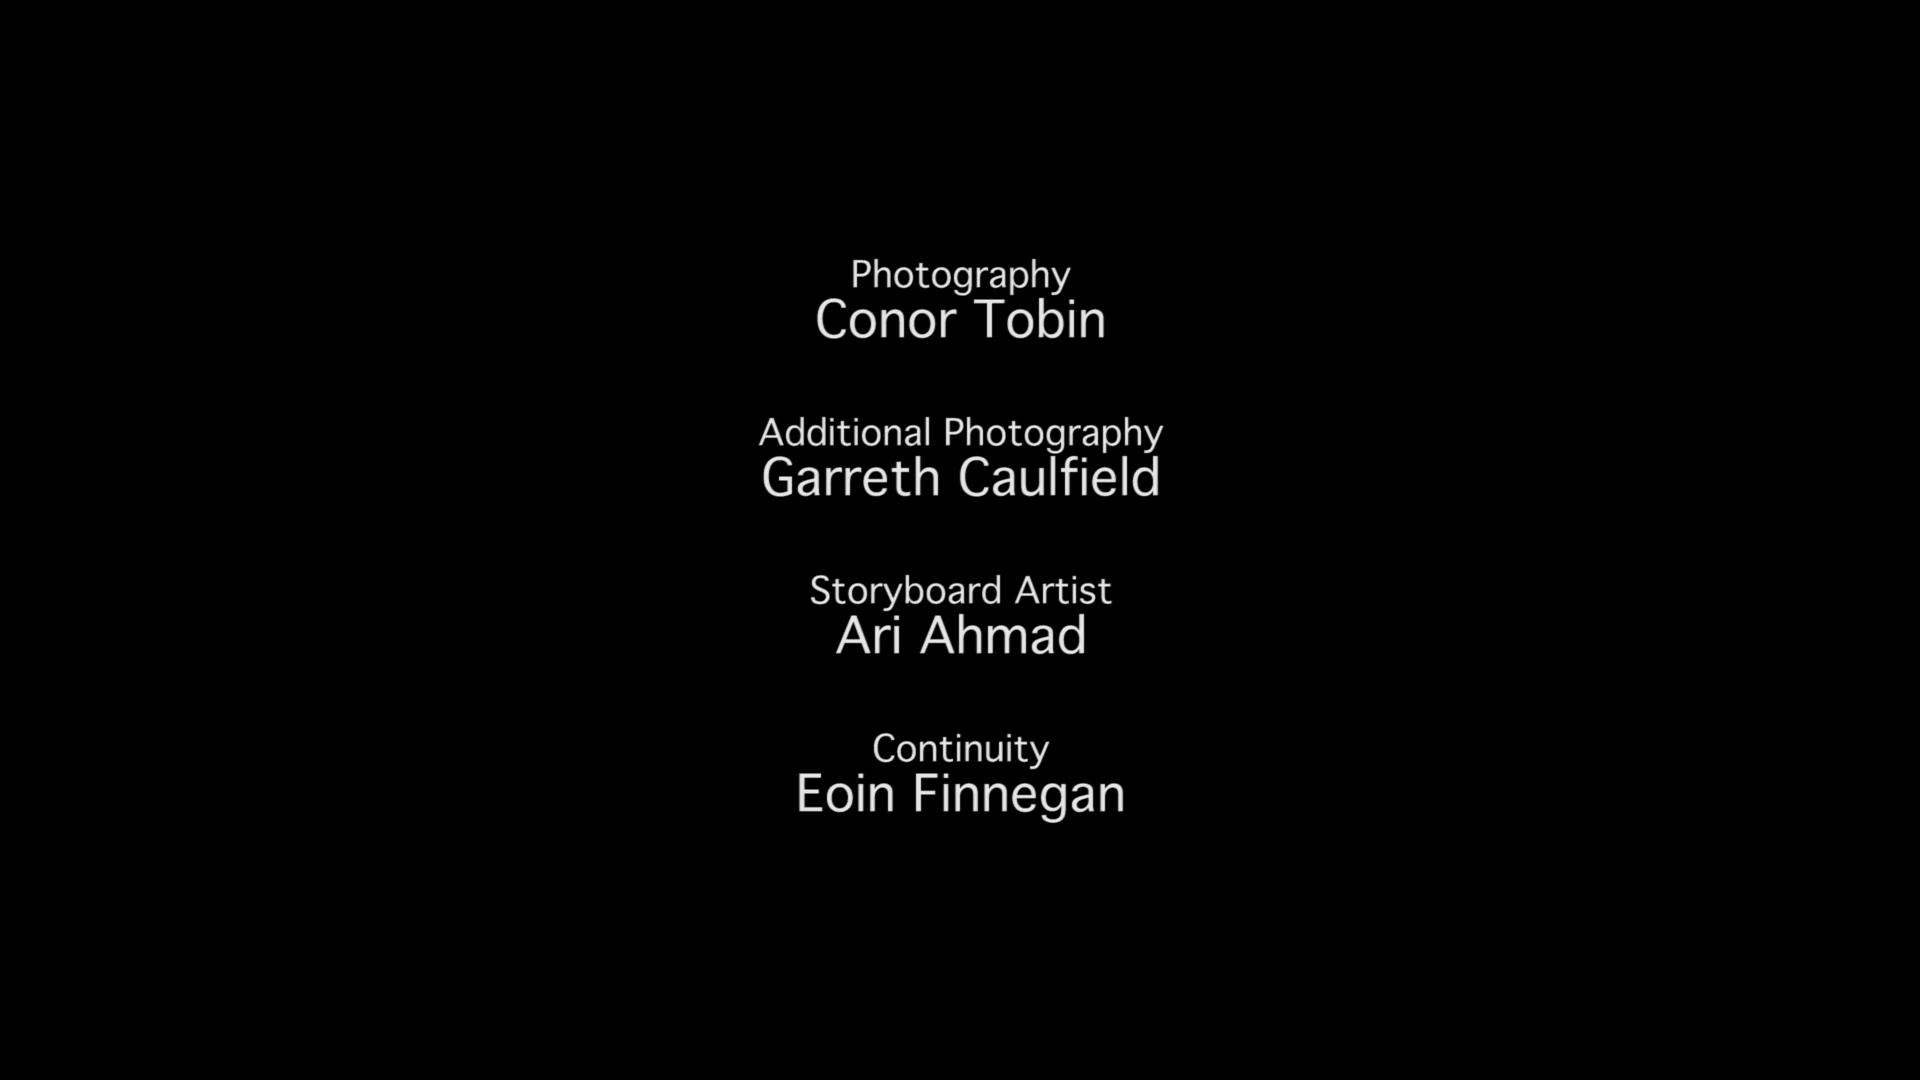 Photography
Conor Tobin
Additional Photography
Garreth Caulfield
Storyboard Artist
Ari Ahmad
Continuity
Eoin Finnegan